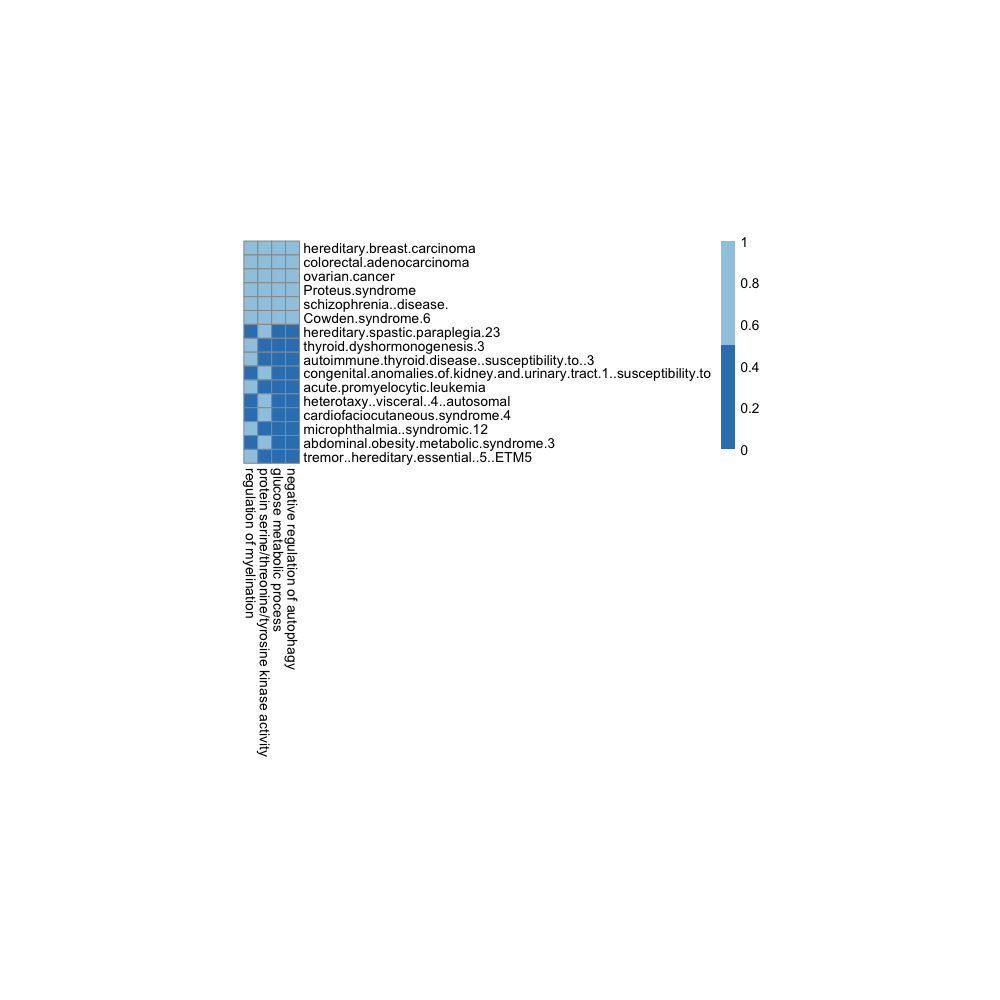 hereditary.breast.carcinoma
colorectal.adenocarcinoma
ovarian.cancer
Proteus.syndrome
schizophrenia..disease.
Cowden.syndrome.6
hereditary.spastic.paraplegia.23
thyroid.dyshormonogenesis.3
autoimmune.thyroid.disease..susceptibility.to..3
congenital.anomalies.of.kidney.and.urinary.tract.1..susceptibility.to
acute.promyelocytic.leukemia
heterotaxy..visceral..4..autosomal
cardiofaciocutaneous.syndrome.4
microphthalmia..syndromic.12
abdominal.obesity.metabolic.syndrome.3
tremor..hereditary.essential..5..ETM5
1
0.8
0.6
0.4
0.2
0
regulation of myelination
protein serine/threonine/tyrosine kinase activity
glucose metabolic process
negative regulation of autophagy